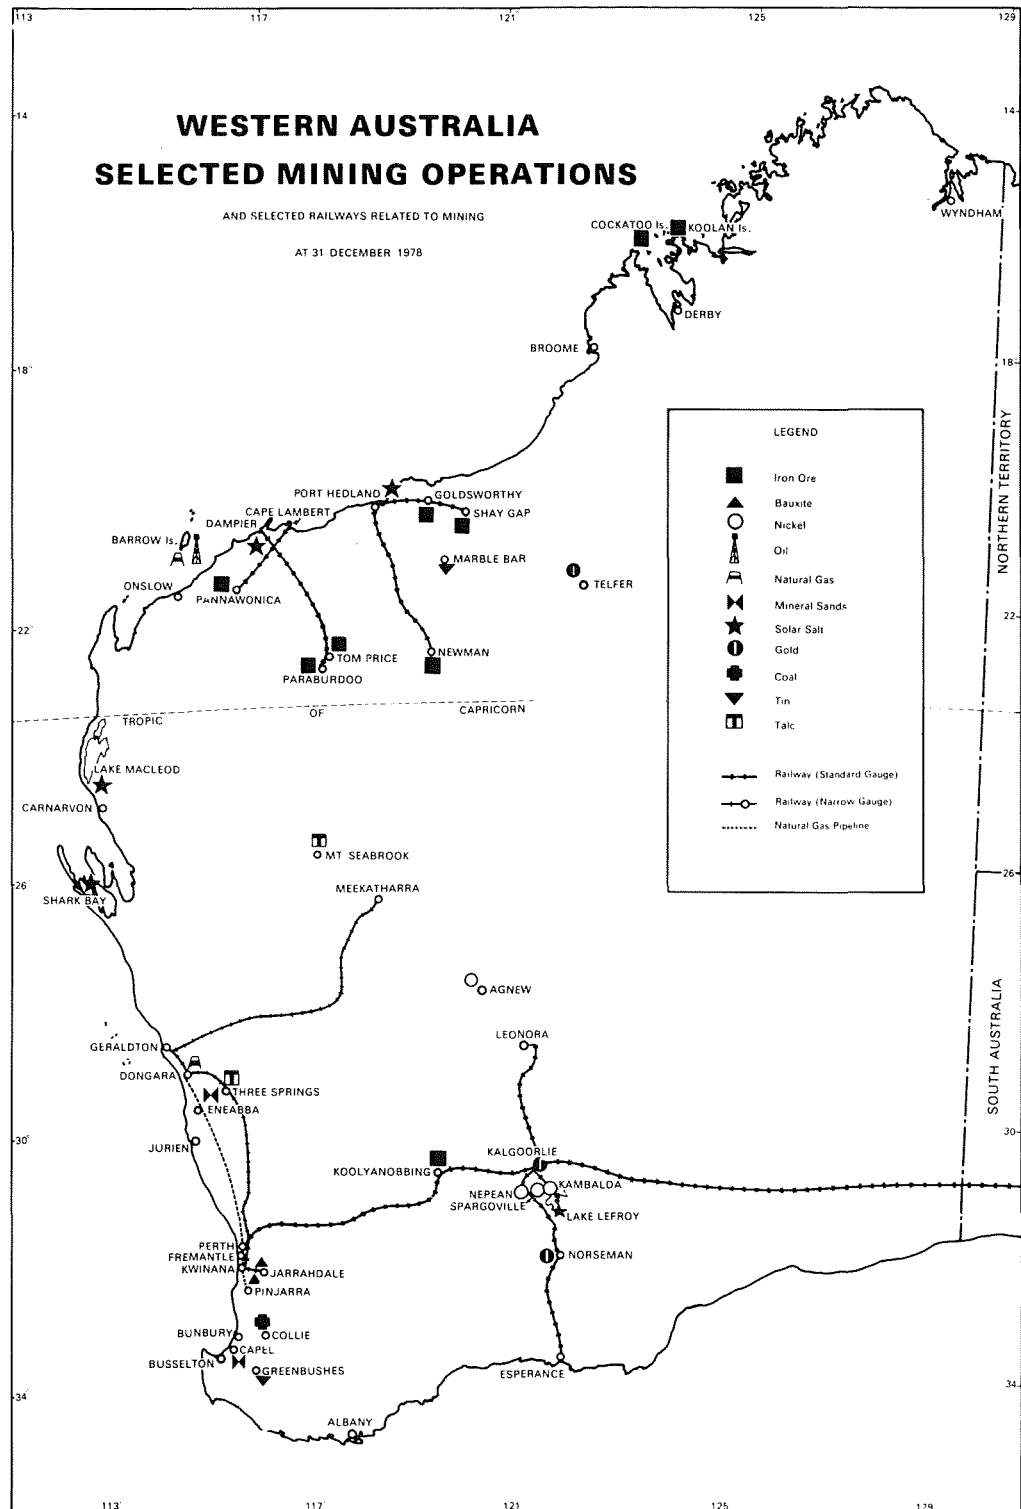 113
117
121
125
129
14
14
WESTERN AUSTRALIA
SELECTED MINING OPERATIONS
AND SELECTED RAILWAYS RELATED TO MINING
AT 31 DECEMBER 1978
WYNDHAM
COCKATOO Is.
KOOLAN Is.
DERBY
BROOME
18°
18°
LEGEND
Iron Ore
Bauxite
Nickel
Oil
Natural Gas
Mineral Sands
Solar Salt
Gold
Coal
Tin
Talc
Railway (Standard Gauge)
Railway (Narrow Gauge)
Natural Gas Pipeline
NORTHERN TERRITORY
PORT HEDLAND
GOLDSWORTHY
CAPE LAMBERT
SHAY GAP
DAMPIER
BARROW Is.
MARBLE BAR
ONSLOW
TELFER
PANNAWONICA
22°
22°
TOM PRICE
NEWMAN
PARABURDOO
TROPIC
OF
CAPRICORN
LAKE MACLEOD
CARNARVON
MT SEABROOK
26°
26°
MEEKATHARRA
SHARK BAY
AGNEW
SOUTH AUSTRALIA
LEONORA
GERALDTON
DONGARA
THREE SPRINGS
ENEABBA
30°
30°
JURIEN
KALGOORLIE
KOOLYANOBBING
KAMBALDA
NEPEAN
SPARGOVILLE
LAKE LEFROY
PERTH
FREMANTLE
KWINANA
NORSEMAN
JARRAHDALE
PINJARRA
BUNBURY
COLLIE
CAPEL
BUSSELTON
GREENBUSHES
ESPERANCE
34°
34°
ALBANY
113°
117
121
125
129